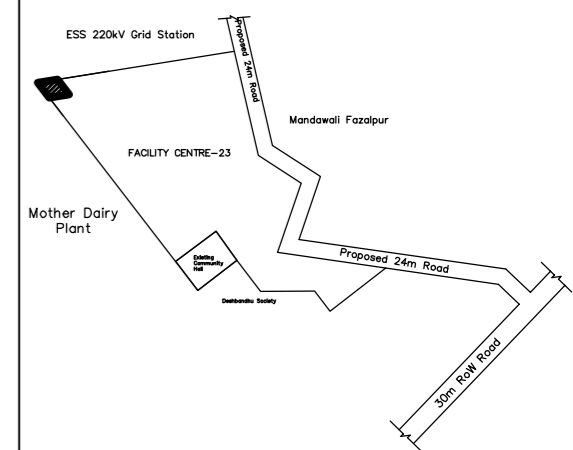 ESS 220kV Grid Station
Proposed 24m Road
Mandawali Fazalpur
FACILITY CENTRE-23
Mother Dairy
Plant
Existing
Community
Hall
Proposed 24m Road
Deshbandhu Society
30m RoW Road